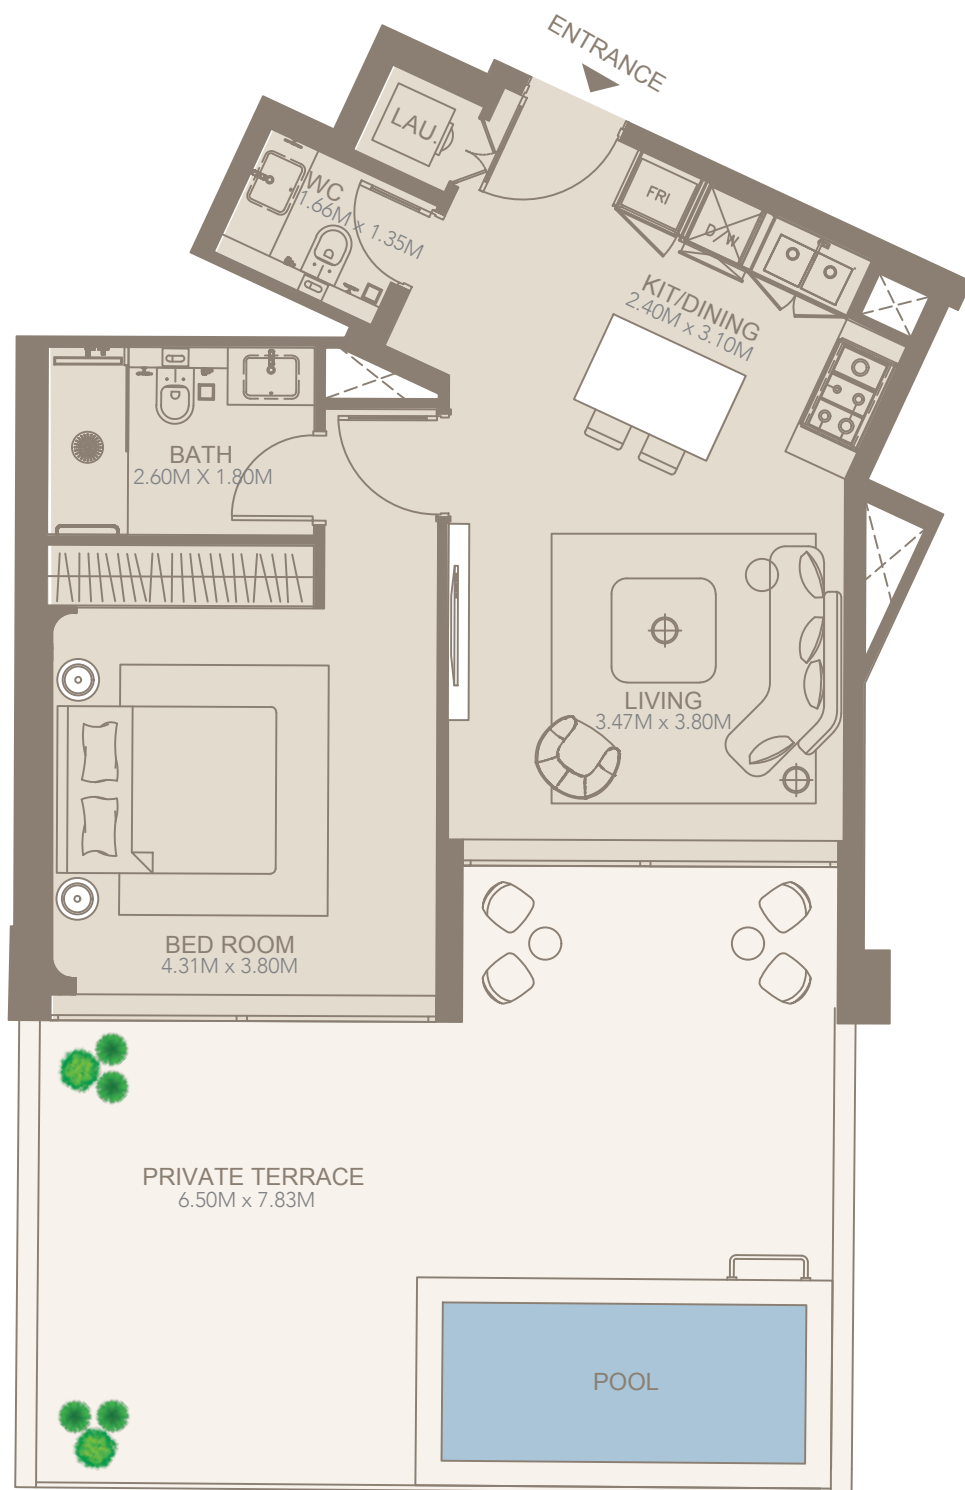 ENTRANCE
LAU.
WC
1.66M x 1.35M
FRI
D/W
KIT/DINING
2.40M x 3.10M
BATH
2.60M X 1.80M
LIVING
3.47M x 3.80M
BED ROOM
4.31M x 3.80M
PRIVATE TERRACE
6.50M x 7.83M
POOL